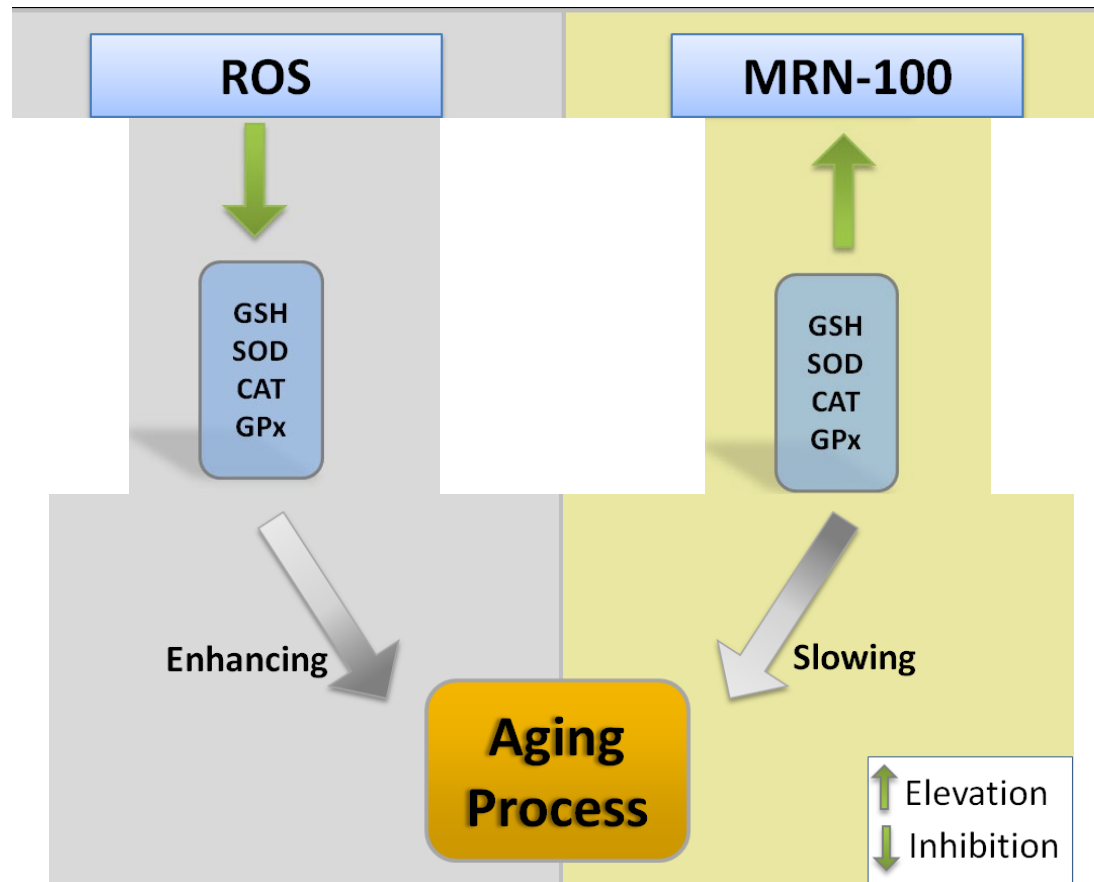 ROS
MRN-100
GSH
SOD
CAT
GPx
GSH
SOD
CAT
GPx
Enhancing
Slowing
Aging
Process
Elevation
Inhibition